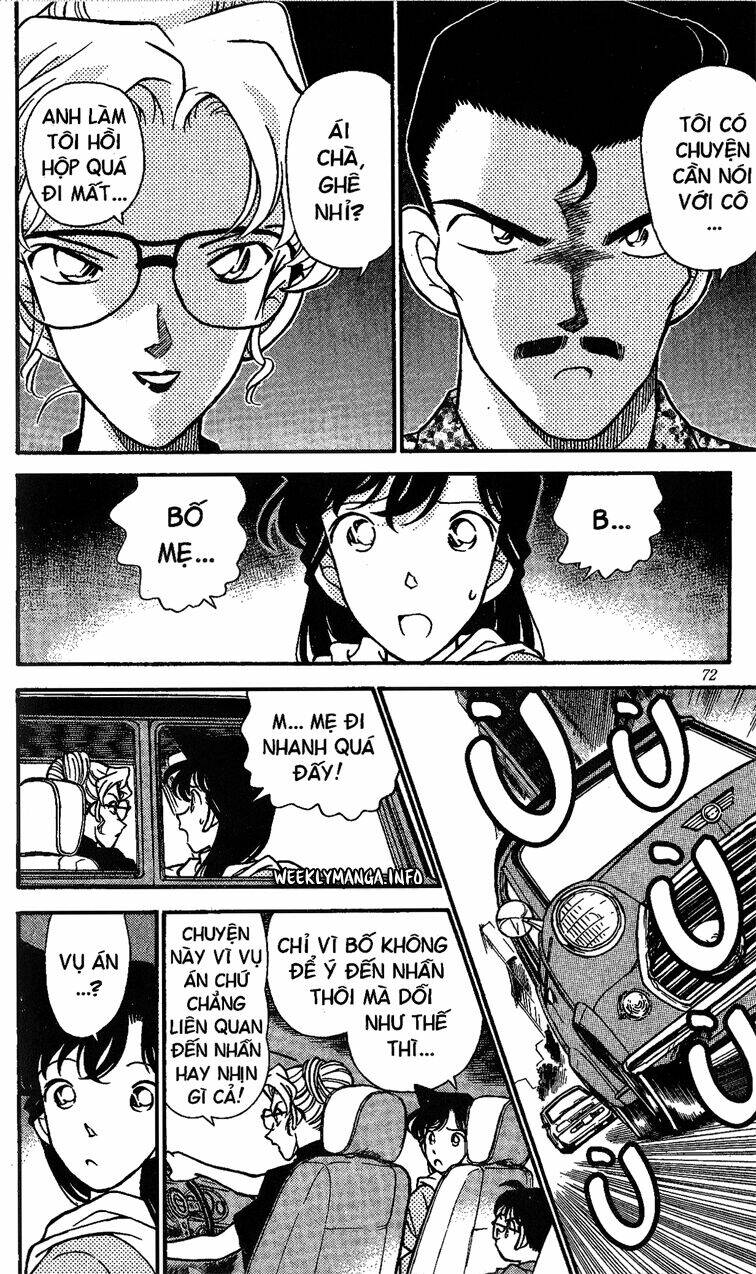 TÔI CÓ
CHUYỆN
CẦN NÓI
VỚI CÔ
...
ÁI
CHÀ,
GHÊ
NHỈ?
ANH LÀM
TÔI HỒI
HỘP QUÁ
ĐI MẤT...
B...
BỐ
MẸ...
72
Ù
Ù
Ù
Ù
Ù
M... MẸ ĐI
NHANH QUÁ
ĐẤY!
WEEKLYMANGA.INFO
CHỈ VÌ BỐ KHÔNG
ĐỂ Ý ĐẾN NHẪN
THÔI MÀ DỐI
NHƯ THẾ
THÌ...
CHUYỆN
NÀY VÌ VỤ
ÁN CHỨ
CHẲNG
LIÊN QUAN
ĐẾN NHẪN
HAY NHỊN
GÌ CẢ!
VỤ ÁN
...?